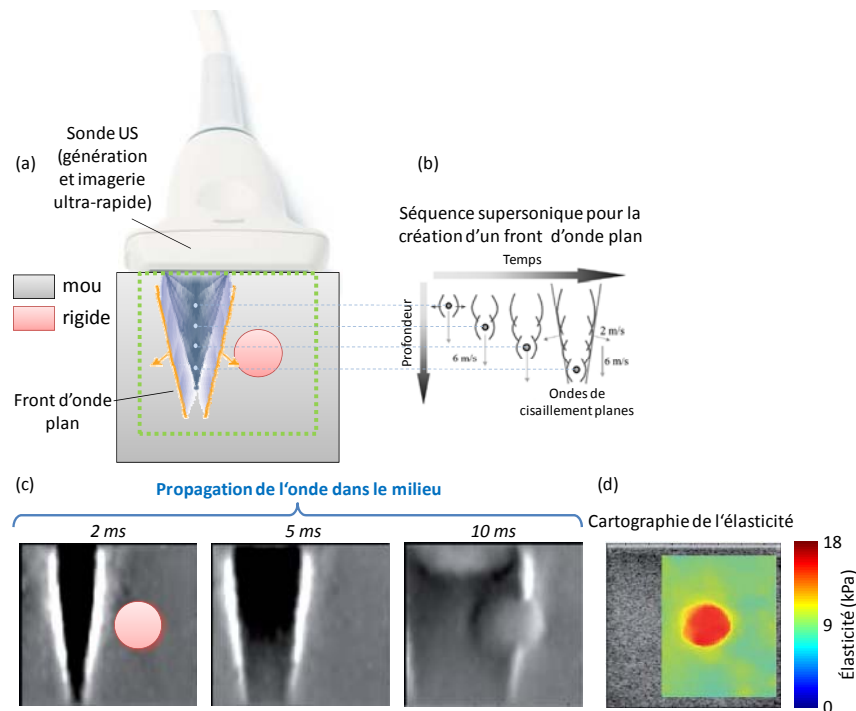 Sonde US
(génération
et imagerie
ultra-rapide)
(a)
mou
rigide
Front d'onde
plan
(b)
Séquence supersonique pour la
création d'un front d'onde plan
Temps
Profondeur
6 m/s
2 m/s
6 m/s
Ondes de
cisaillement planes
(c)
Propagation de l'onde dans le milieu
2 ms
5 ms
10 ms
(d)
Cartographie de l'élasticité
18
9
0
Élasticité (kPa)